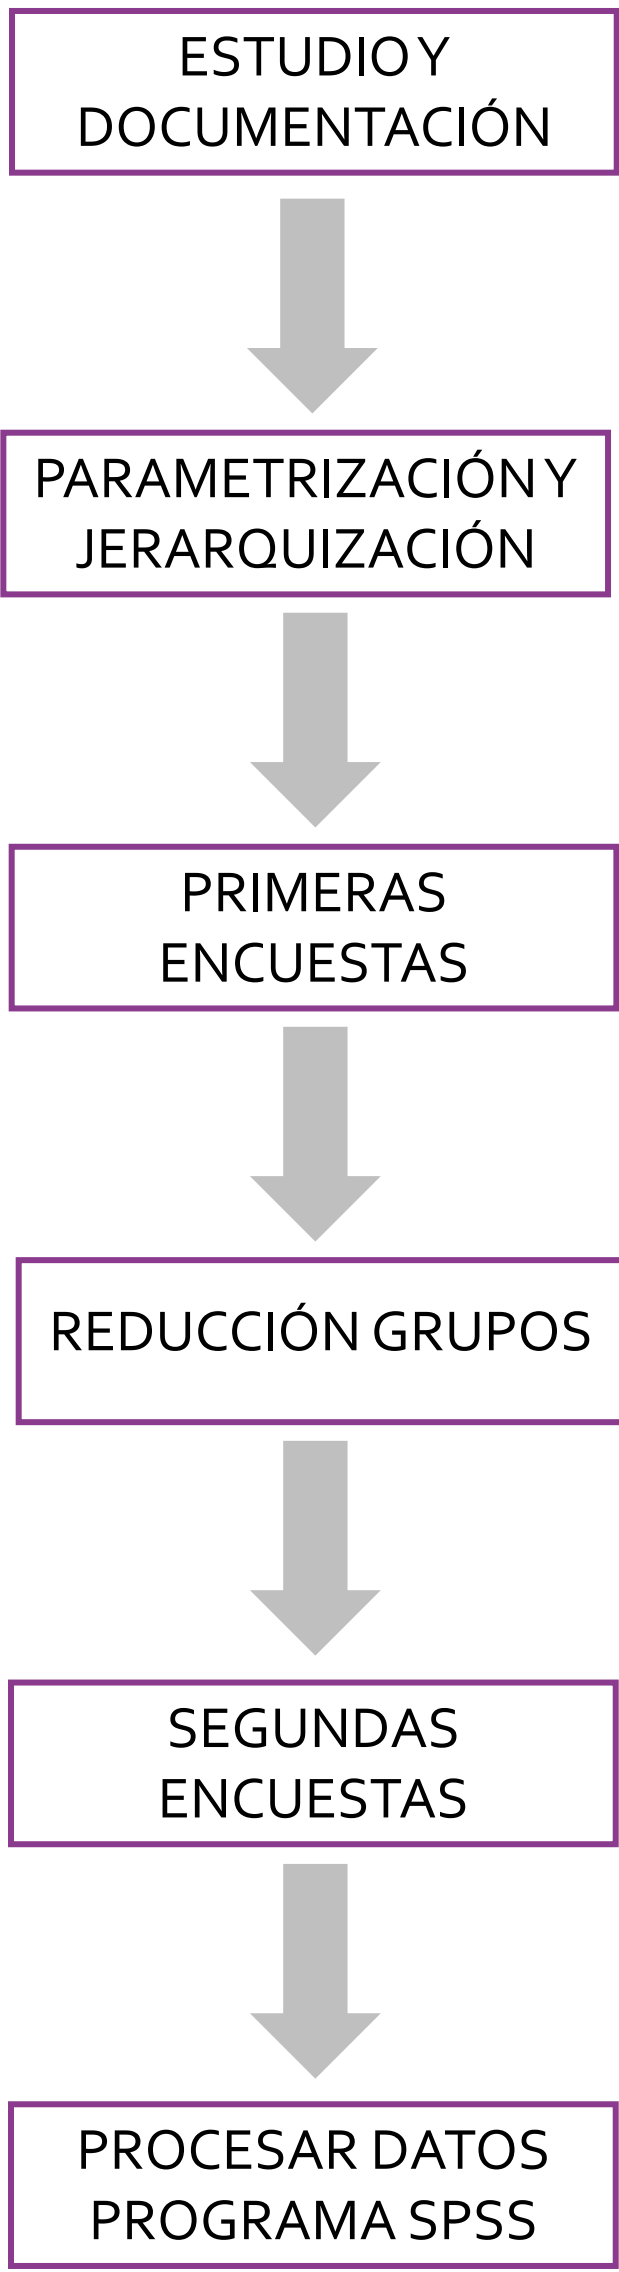 ESTUDIO Y
DOCUMENTACIÓN
PARAMETRIZACIÓN Y
JERARQUIZACIÓN
PRIMERAS
ENCUESTAS
REDUCCIÓN GRUPOS
SEGUNDAS
ENCUESTAS
PROCESAR DATOS
PROGRAMA SPSS